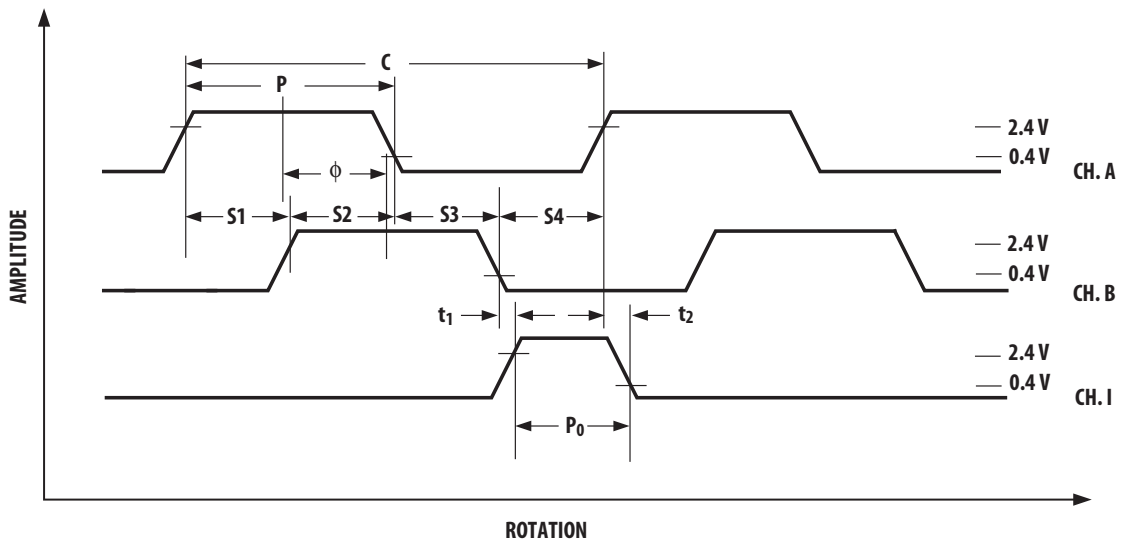 C
P
2.4 V
0.4 V
CH. A
ϕ
S1 S2 S3 S4
AMPLITUDE
2.4 V
0.4 V
CH. B
t1 t2
2.4 V
0.4 V
CH. I
P0
ROTATION